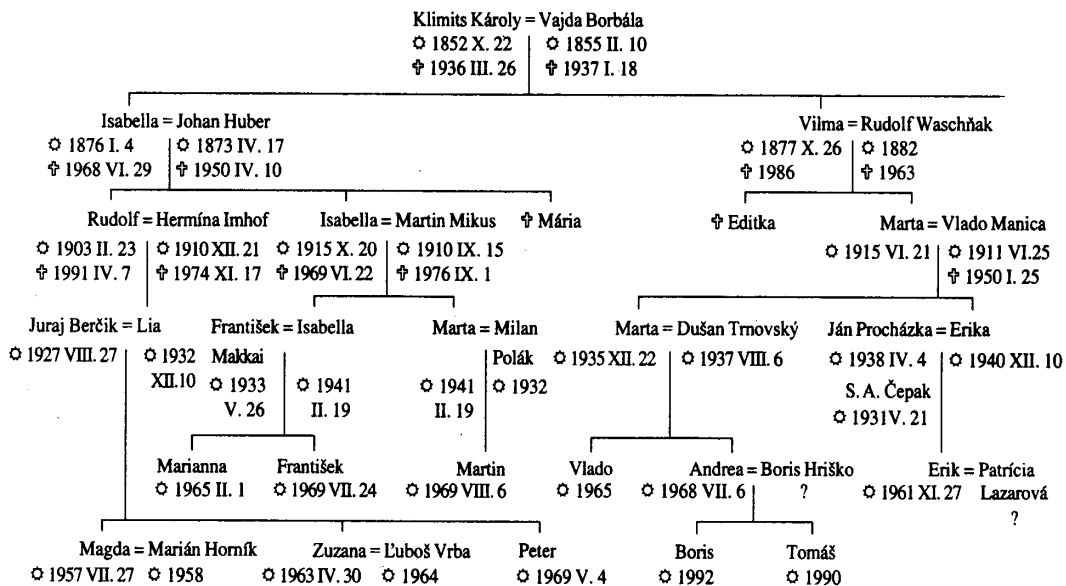 Klimits Károly = Vajda Borbála
✡ 1852 X. 22 ✡ 1855 II. 10
✞ 1936 III. 26 ✞ 1937 I. 18
Isabella = Johan Huber Vilma = Rudolf Waschňak
✡ 1876 I. 4 ✡ 1873 IV. 17 ✡ 1877 X. 26 ✡ 1882
✞ 1968 VI. 29 ✞ 1950 IV. 10 ✞ 1986 ✞ 1963
Rudolf = Hermína Imhof Isabella = Martin Mikus ✞ Mária ✞ Editka Marta = Vlado Manica
✡ 1903 II. 23 ✡ 1910 XII. 21 ✡ 1915 X. 20 ✡ 1910 IX. 15 ✡ 1915 VI. 21 ✡ 1911 VI.25
✞ 1991 IV. 7 ✞ 1974 XI. 17 ✞ 1969 VI. 22 ✞ 1976 IX. 1 ✞ 1950 I. 25
Juraj Berčik = Lia František = Isabella Marta = Milan Marta = Dušan Trnovský Ján Procházka = Erika
✡ 1927 VIII. 27 ✡ 1932 Makkai Polák ✡ 1935 XII. 22 ✡ 1937 VIII. 6 ✡ 1938 IV. 4 ✡ 1940 XII. 10
XII. 10 ✡ 1933 ✡ 1941 ✡ 1941 ✡ 1932 S. A. Čepak
V. 26 II. 19 II. 19 ✡ 1931V. 21
Marianna František Martin Vlado Andrea = Boris Hriško Erik = Patrícia
✡ 1965 II. 1 ✡ 1969 VII. 24 ✡ 1969 VIII. 6 ✡ 1965 ✡ 1968 VII. 6 ? ✡ 1961 XI. 27 Lazarová
?
Magda = Marián Horník Zuzana = Ľuboš Vrba Peter Boris Tomáš
✡ 1957 VII. 27 ✡ 1958 ✡ 1963 IV. 30 ✡ 1964 ✡ 1969 V. 4 ✡ 1992 ✡ 1990